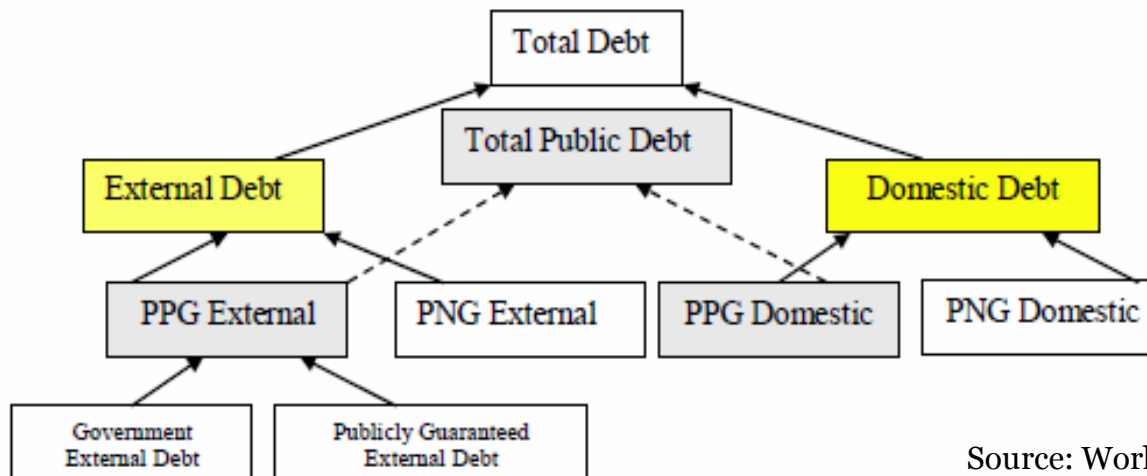 Total Debt
Total Public Debt
External Debt
Domestic Debt
PPG External
PNG External
PPG Domestic
PNG Domestic
Government
External Debt
Publicly Guaranteed
External Debt
Source: